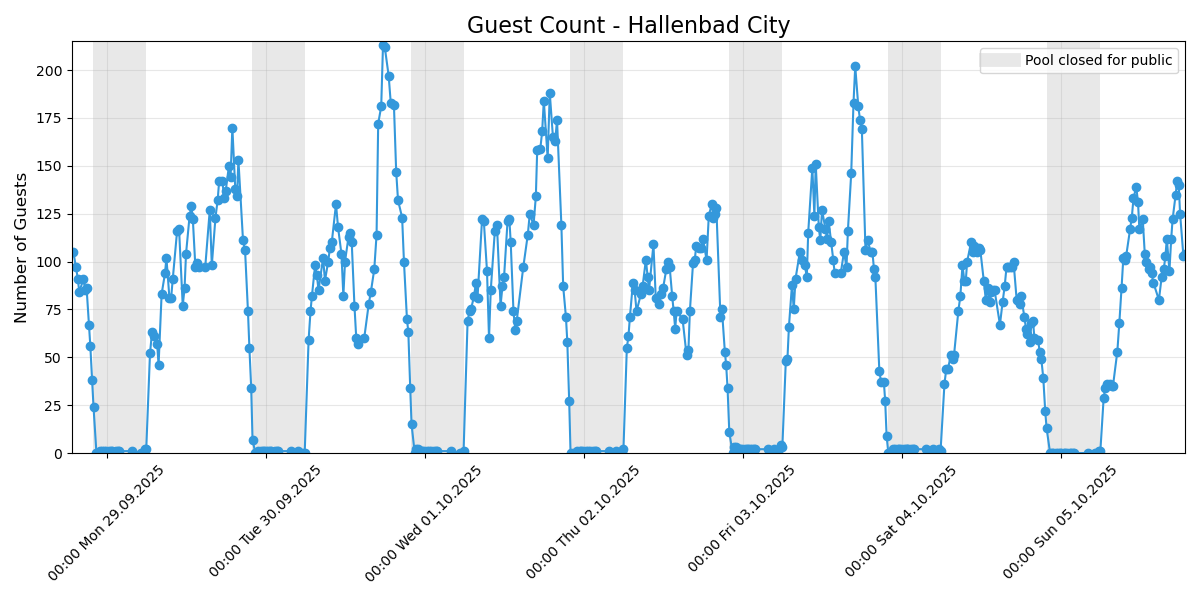 Guest Count - Hallenbad City
Pool closed for public
Number of Guests
200
175
150
125
100
75
50
25
0
00:00 Mon 29.09.2025
00:00 Tue 30.09.2025
00:00 Wed 01.10.2025
00:00 Thu 02.10.2025
00:00 Fri 03.10.2025
00:00 Sat 04.10.2025
00:00 Sun 05.10.2025